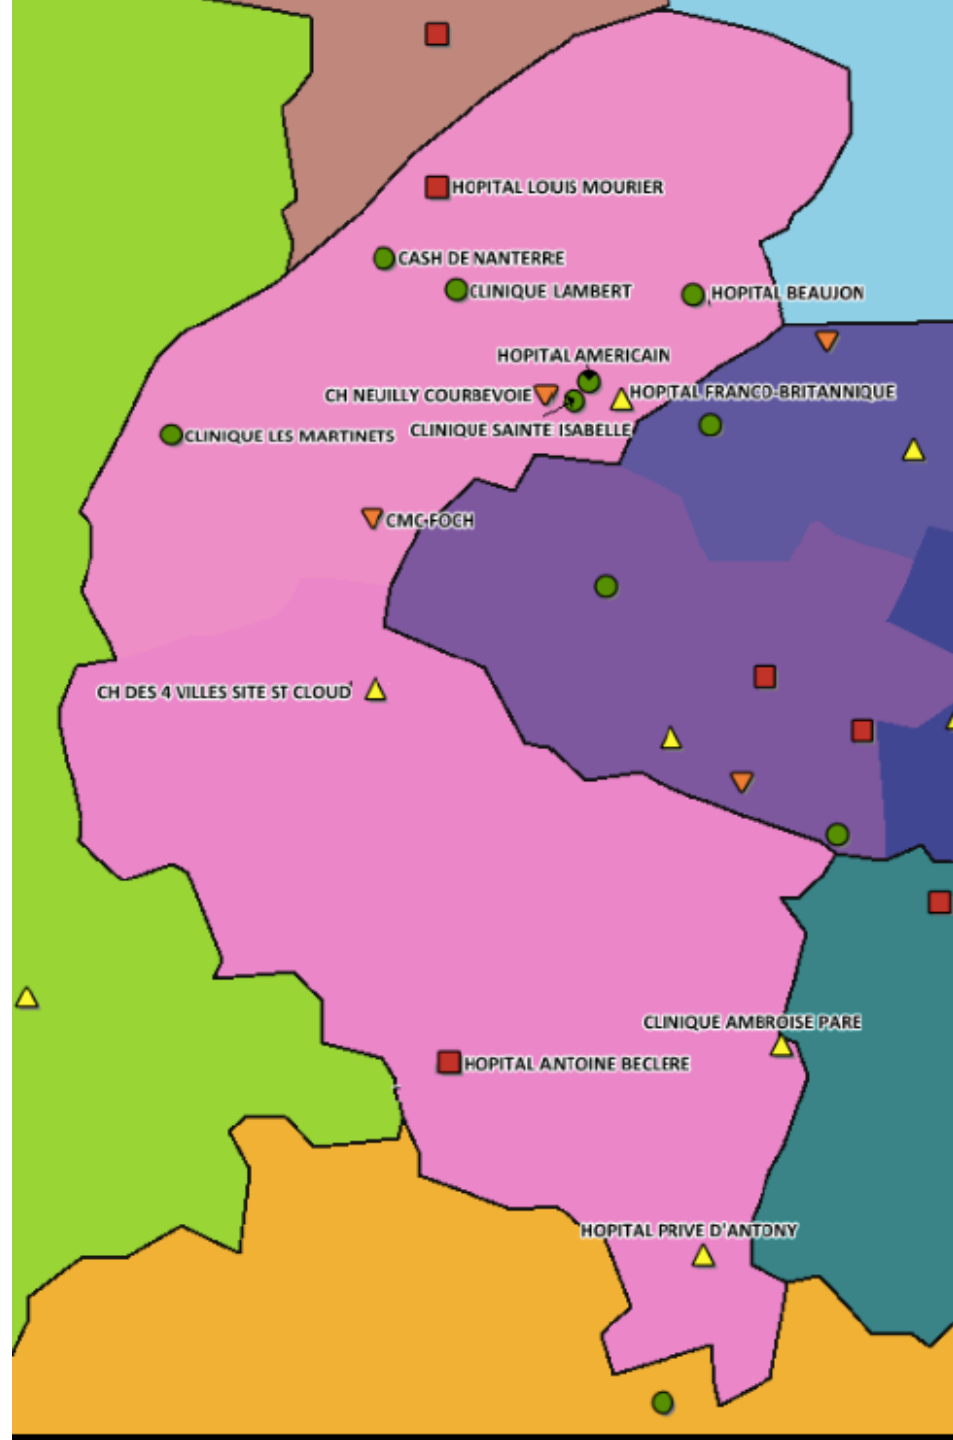 HOPITAL LOUIS MOURIER
CASH DE NANTERRE
CLINIQUE LAMBERT
HOPITAL BEAUJON
HOPITAL AMERICAIN
CH NEUILLY COURBEVOIE
HOPITAL FRANCO-BRITANNIQUE
CLINIQUE SAINTE ISABELLE
CLINIQUE LES MARTINETS
CMC FOCH
CH DES 4 VILLES SITE ST CLOUD
CLINIQUE AMBROISE PARE
HOPITAL ANTOINE BECLERE
HOPITAL PRIVE D'ANTONY